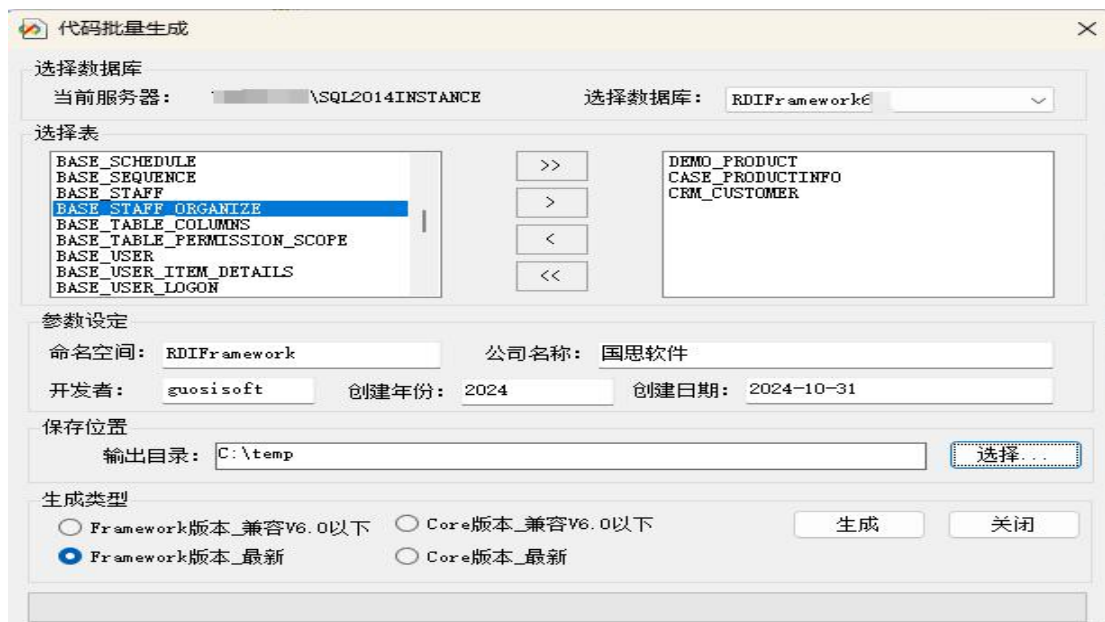 代码批量生成
选择数据库
当前服务器： \SQL2014INSTANCE 选择数据库： RDIFramework6
选择表
BASE_SCHEDULE
BASE_SEQUENCE
BASE_STAFF
BASE_STAFF_ORGANIZE
BASE_TABLE_COLUMNS
BASE_TABLE_PERMISSION_SCOPE
BASE_USER
BASE_USER_ITEM_DETAILS
BASE_USER_LOGON
>>
>
<
<<
DEMO_PRODUCT
CASE_PRODUCTINFO
CRM_CUSTOMER
参数设定
命名空间： RDIFramework 公司名称： 国思软件
开发者： guosisoft 创建年份： 2024 创建日期： 2024-10-31
保存位置
输出目录： C:\temp 选择...
生成类型
Framework版本_兼容V6.0以下 Core版本_兼容V6.0以下 生成 关闭
Framework版本_最新 Core版本_最新